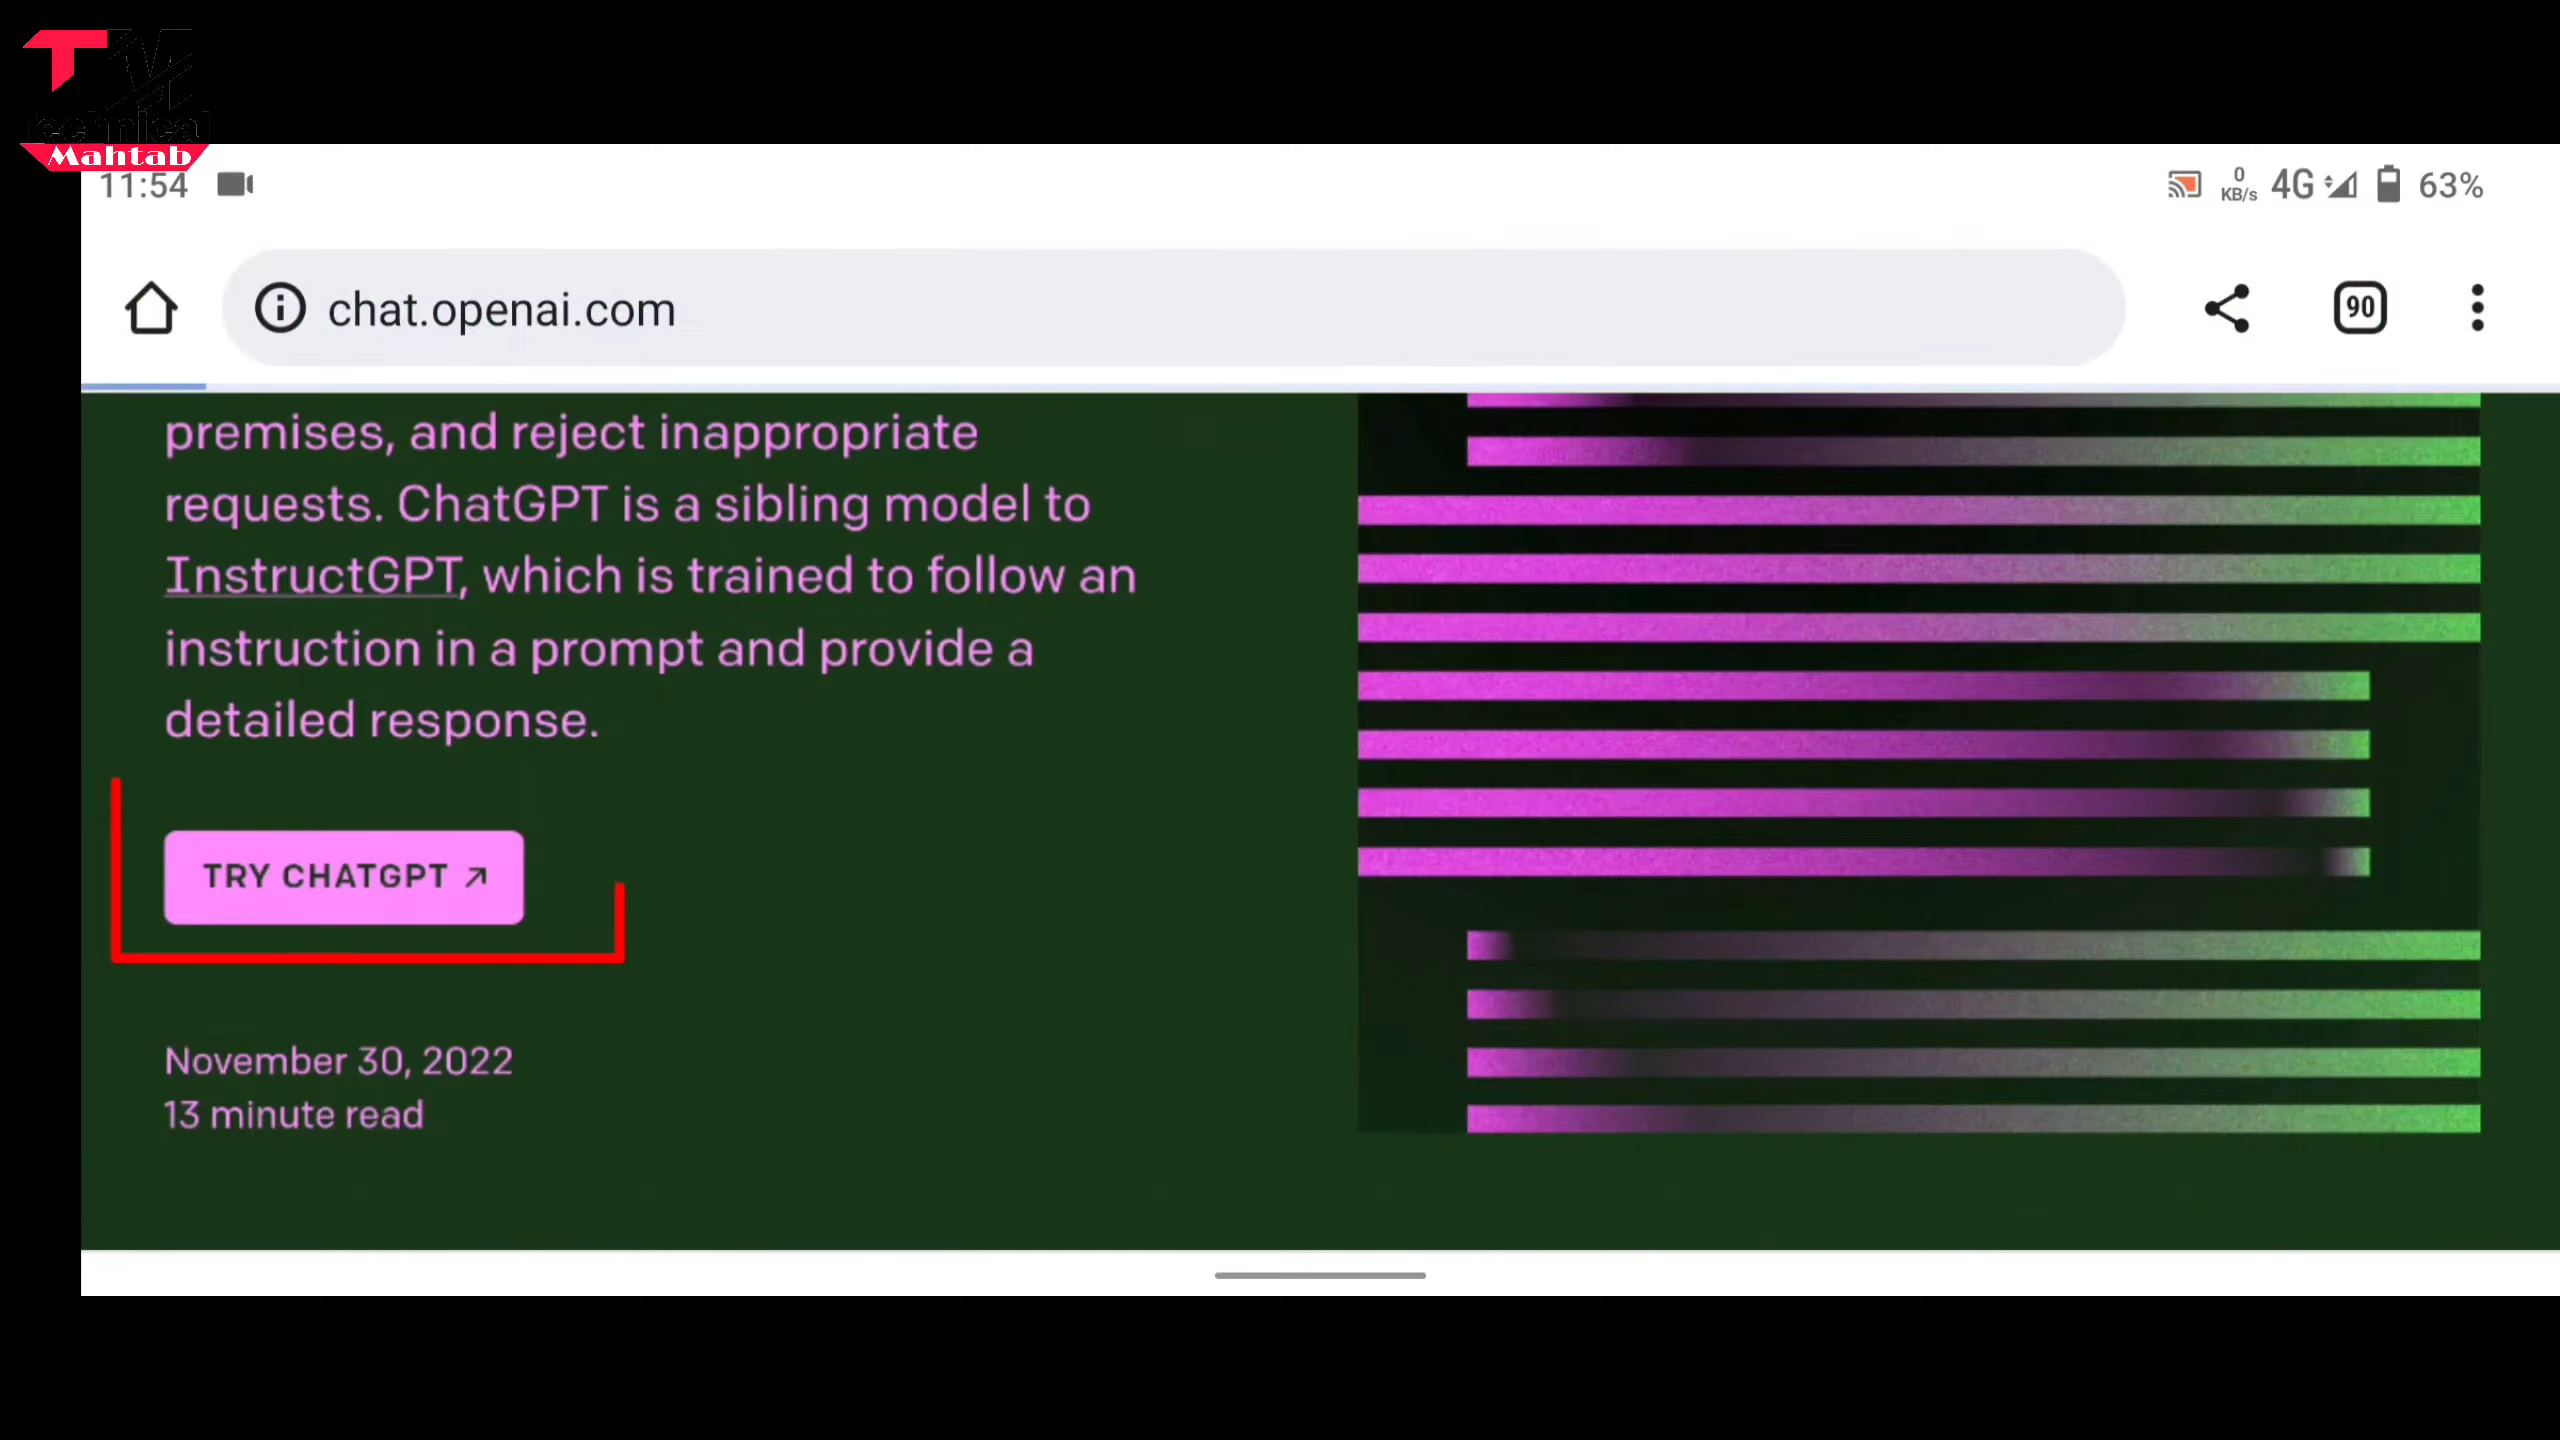 Technical
Mahtab
11:54
0
KB/s
4G
63%
chat.openai.com
90
premises, and reject inappropriate
requests. ChatGPT is a sibling model to
InstructGPT, which is trained to follow an
instruction in a prompt and provide a
detailed response.
TRY CHATGPT ↗
November 30, 2022
13 minute read